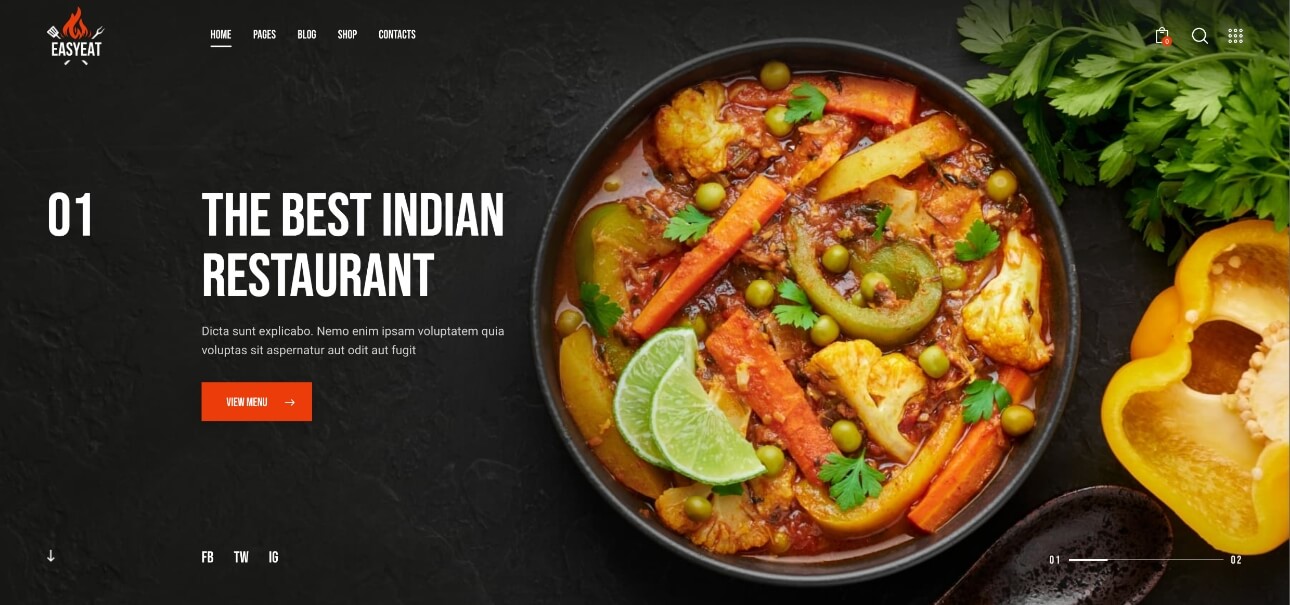 EASYEAT
HOME PAGES BLOG SHOP CONTACTS
0
01
THE BEST INDIAN
RESTAURANT
Dicta sunt explicabo. Nemo enim ipsam voluptatem quia
voluptas sit aspernatur aut odit aut fugit
VIEW MENU →
↓
FB TW IG
01 02